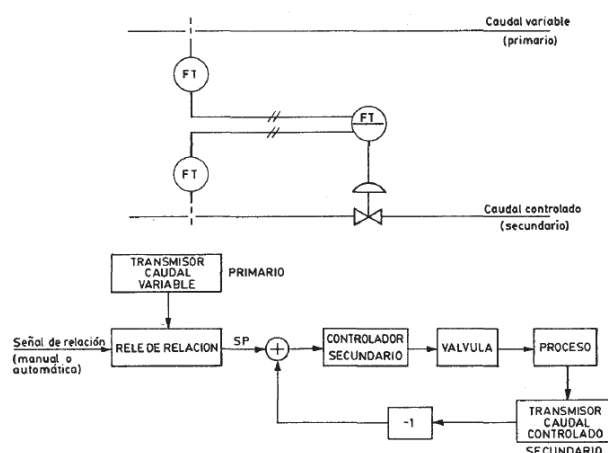 Caudal variable
(primario)
FT
FT
FT
Caudal controlado
(secundario)
TRANSMISOR
CAUDAL
VARIABLE
PRIMARIO
Señal de relación
(manual o
automática)
RELE DE RELACION
SP
+
CONTROLADOR
SECUNDARIO
VALVULA
PROCESO
-1
TRANSMISOR
CAUDAL
CONTROLADO
SECUNDARIO